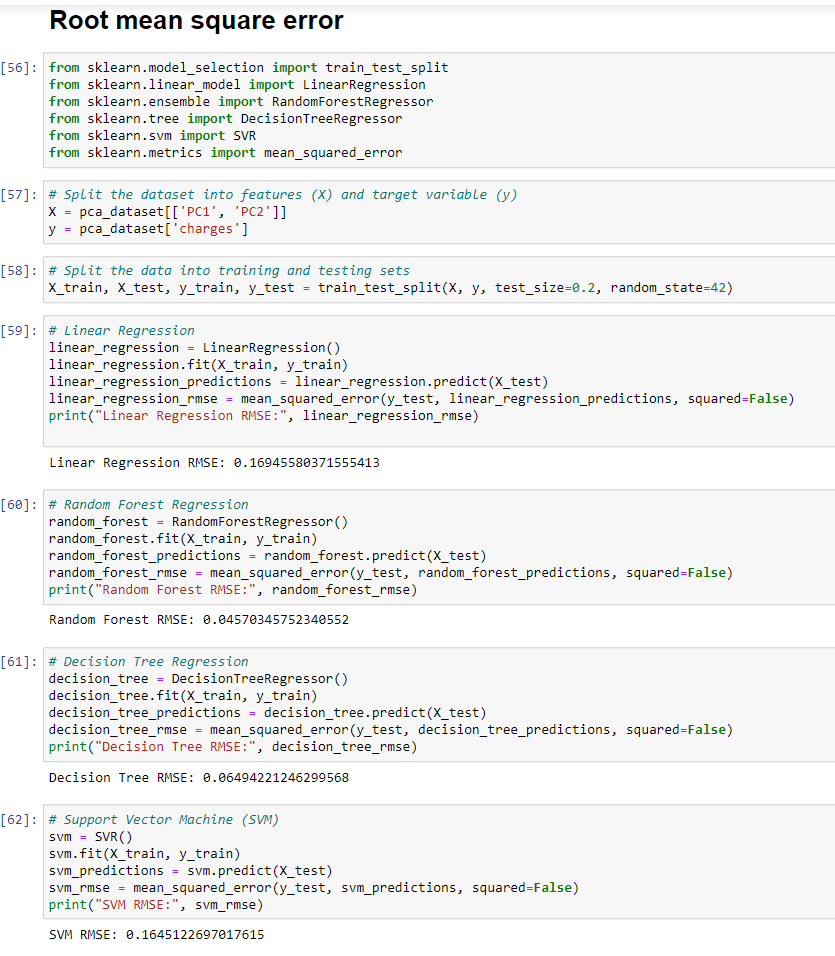 Root mean square error
[56]: from sklearn.model_selection import train_test_split
from sklearn.linear_model import LinearRegression
from sklearn.ensemble import RandomForestRegressor
from sklearn.tree import DecisionTreeRegressor
from sklearn.svm import SVR
from sklearn.metrics import mean_squared_error
[57]: # Split the dataset into features (X) and target variable (y)
X = pca_dataset[['PC1', 'PC2']]
y = pca_dataset['charges']
[58]: # Split the data into training and testing sets
X_train, X_test, y_train, y_test = train_test_split(X, y, test_size=0.2, random_state=42)
[59]: # Linear Regression
linear_regression = LinearRegression()
linear_regression.fit(X_train, y_train)
linear_regression_predictions = linear_regression.predict(X_test)
linear_regression_rmse = mean_squared_error(y_test, linear_regression_predictions, squared=False)
print("Linear Regression RMSE:", linear_regression_rmse)
Linear Regression RMSE: 0.16945580371555413
[60]: # Random Forest Regression
random_forest = RandomForestRegressor()
random_forest.fit(X_train, y_train)
random_forest_predictions = random_forest.predict(X_test)
random_forest_rmse = mean_squared_error(y_test, random_forest_predictions, squared=False)
print("Random Forest RMSE:", random_forest_rmse)
Random Forest RMSE: 0.04570345752340552
[61]: # Decision Tree Regression
decision_tree = DecisionTreeRegressor()
decision_tree.fit(X_train, y_train)
decision_tree_predictions = decision_tree.predict(X_test)
decision_tree_rmse = mean_squared_error(y_test, decision_tree_predictions, squared=False)
print("Decision Tree RMSE:", decision_tree_rmse)
Decision Tree RMSE: 0.06494221246299568
[62]: # Support Vector Machine (SVM)
svm = SVR()
svm.fit(X_train, y_train)
svm_predictions = svm.predict(X_test)
svm_rmse = mean_squared_error(y_test, svm_predictions, squared=False)
print("SVM RMSE:", svm_rmse)
SVM RMSE: 0.1645122697017615